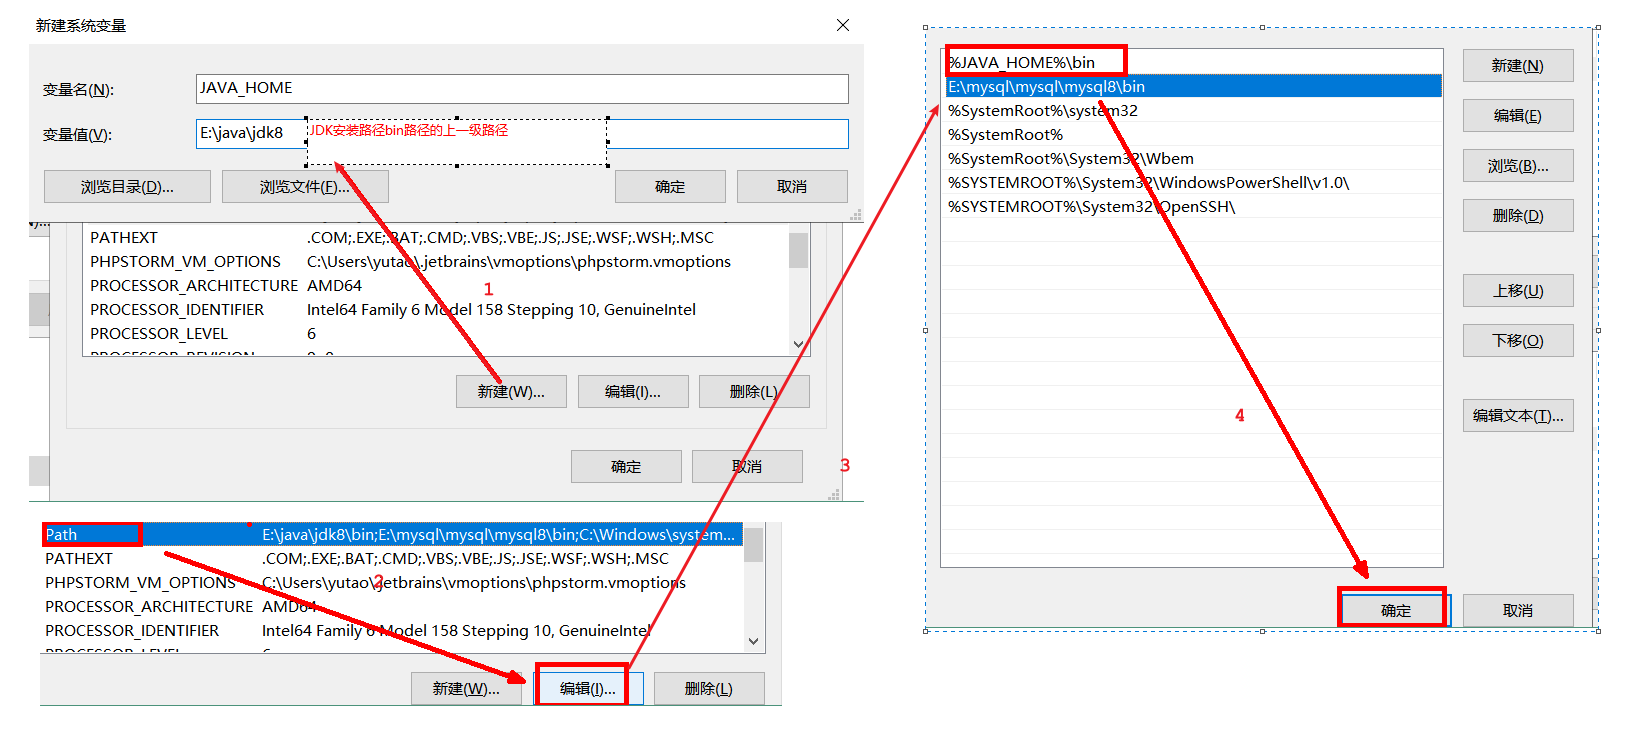 新建系统变量
变量名(N):
JAVA_HOME
变量值(V):
E:\java\jdk8
JDK安装路径bin路径的上一级路径
浏览目录(D)...
浏览文件(F)...
确定
取消
PATHEXT .COM;.EXE;.BAT;.CMD;.VBS;.VBE;.JS;.JSE;.WSF;.WSH;.MSC
PHPSTORM_VM_OPTIONS C:\Users\yutao\.jetbrains\vmoptions\phpstorm.vmoptions
PROCESSOR_ARCHITECTURE AMD64
1
PROCESSOR_IDENTIFIER Intel64 Family 6 Model 158 Stepping 10, GenuineIntel
PROCESSOR_LEVEL 6
新建(W)...
编辑(I)...
删除(L)
确定
取消
3
Path E:\java\jdk8\bin;E:\mysql\mysql\mysql8\bin;C:\Windows\system...
PATHEXT .COM;.EXE;.BAT;.CMD;.VBS;.VBE;.JS;.JSE;.WSF;.WSH;.MSC
PHPSTORM_VM_OPTIONS C:\Users\yutao\.jetbrains\vmoptions\phpstorm.vmoptions
2
PROCESSOR_ARCHITECTURE AMD64
PROCESSOR_IDENTIFIER Intel64 Family 6 Model 158 Stepping 10, GenuineIntel
新建(W)...
编辑(I)...
删除(L)
%JAVA_HOME%\bin
E:\mysql\mysql\mysql8\bin
%SystemRoot%\system32
%SystemRoot%
%SystemRoot%\System32\Wbem
%SYSTEMROOT%\System32\WindowsPowerShell\v1.0\
%SYSTEMROOT%\System32\OpenSSH\
新建(N)
编辑(E)
浏览(B)...
删除(D)
上移(U)
下移(O)
编辑文本(T)...
4
确定
取消